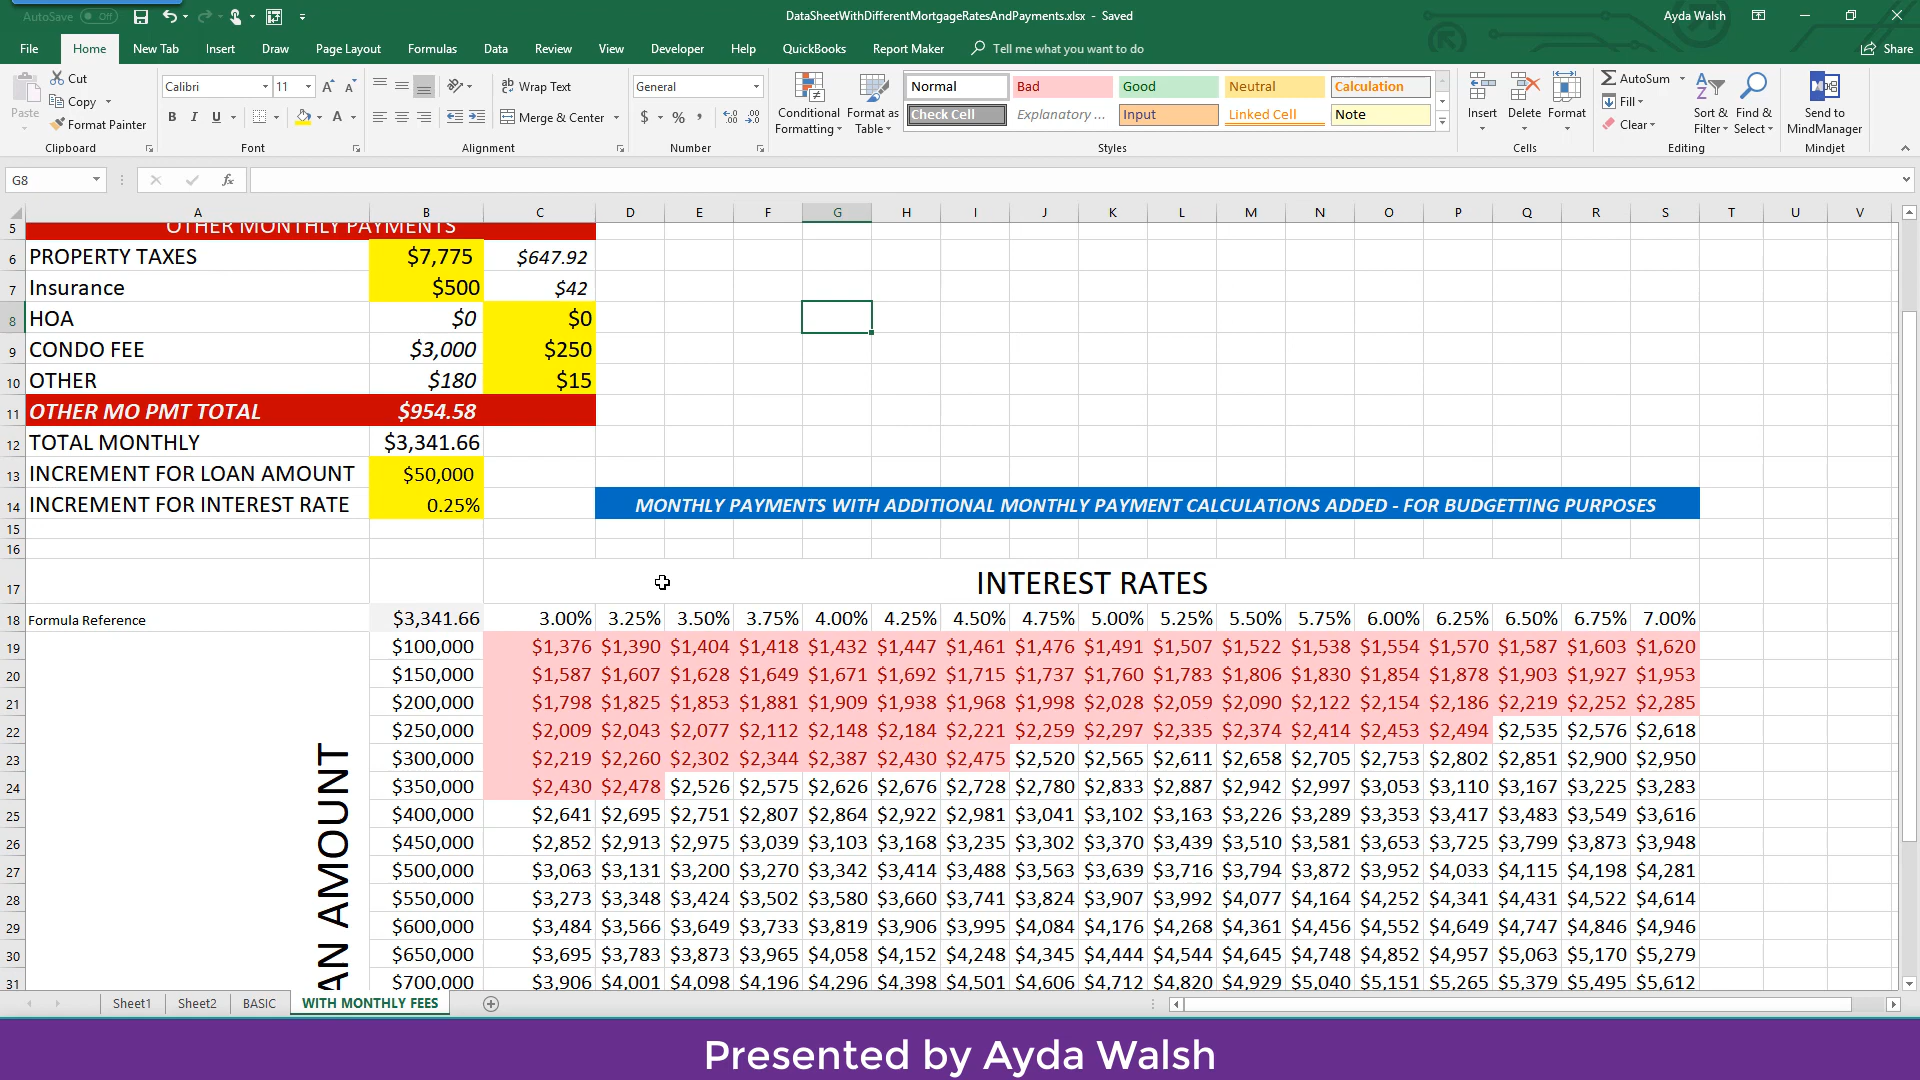 AutoSave Off
DataSheetWithDifferentMortgageRatesAndPayments.xlsx - Saved
Ayda Walsh
File Home New Tab Insert Draw Page Layout Formulas Data Review View Developer Help QuickBooks Report Maker Tell me what you want to do Share
Paste
Cut
Copy
Format Painter
Clipboard
Calibri 11
B I U
Font
Wrap Text
Merge & Center
Alignment
General
$ % ,
Number
Conditional Formatting
Format as Table
Normal Bad Good Neutral Calculation
Check Cell Explanatory ... Input Linked Cell Note
Styles
Insert Delete Format
Cells
AutoSum
Fill
Clear
Sort & Filter
Find & Select
Editing
Send to MindManager
Mindjet
G8 fx
A B C D E F G H I J K L M N O P Q R S T U V
5 OTHER MONTHLY PAYMENTS
6 PROPERTY TAXES $7,775 $647.92
7 Insurance $500 $42
8 HOA $0 $0
9 CONDO FEE $3,000 $250
10 OTHER $180 $15
11 OTHER MO PMT TOTAL $954.58
12 TOTAL MONTHLY $3,341.66
13 INCREMENT FOR LOAN AMOUNT $50,000
14 INCREMENT FOR INTEREST RATE 0.25% MONTHLY PAYMENTS WITH ADDITIONAL MONTHLY PAYMENT CALCULATIONS ADDED - FOR BUDGETTING PURPOSES
15
16
17 INTEREST RATES
18 Formula Reference $3,341.66 3.00% 3.25% 3.50% 3.75% 4.00% 4.25% 4.50% 4.75% 5.00% 5.25% 5.50% 5.75% 6.00% 6.25% 6.50% 6.75% 7.00%
19 $100,000 $1,376 $1,390 $1,404 $1,418 $1,432 $1,447 $1,461 $1,476 $1,491 $1,507 $1,522 $1,538 $1,554 $1,570 $1,587 $1,603 $1,620
20 $150,000 $1,587 $1,607 $1,628 $1,649 $1,671 $1,692 $1,715 $1,737 $1,760 $1,783 $1,806 $1,830 $1,854 $1,878 $1,903 $1,927 $1,953
21 $200,000 $1,798 $1,825 $1,853 $1,881 $1,909 $1,938 $1,968 $1,998 $2,028 $2,059 $2,090 $2,122 $2,154 $2,186 $2,219 $2,252 $2,285
22 $250,000 $2,009 $2,043 $2,077 $2,112 $2,148 $2,184 $2,221 $2,259 $2,297 $2,335 $2,374 $2,414 $2,453 $2,494 $2,535 $2,576 $2,618
23 $300,000 $2,219 $2,260 $2,302 $2,344 $2,387 $2,430 $2,475 $2,520 $2,565 $2,611 $2,658 $2,705 $2,753 $2,802 $2,851 $2,900 $2,950
24 $350,000 $2,430 $2,478 $2,526 $2,575 $2,626 $2,676 $2,728 $2,780 $2,833 $2,887 $2,942 $2,997 $3,053 $3,110 $3,167 $3,225 $3,283
25 $400,000 $2,641 $2,695 $2,751 $2,807 $2,864 $2,922 $2,981 $3,041 $3,102 $3,163 $3,226 $3,289 $3,353 $3,417 $3,483 $3,549 $3,616
26 $450,000 $2,852 $2,913 $2,975 $3,039 $3,103 $3,168 $3,235 $3,302 $3,370 $3,439 $3,510 $3,581 $3,653 $3,725 $3,799 $3,873 $3,948
27 $500,000 $3,063 $3,131 $3,200 $3,270 $3,342 $3,414 $3,488 $3,563 $3,639 $3,716 $3,794 $3,872 $3,952 $4,033 $4,115 $4,198 $4,281
28 $550,000 $3,273 $3,348 $3,424 $3,502 $3,580 $3,660 $3,741 $3,824 $3,907 $3,992 $4,077 $4,164 $4,252 $4,341 $4,431 $4,522 $4,614
29 $600,000 $3,484 $3,566 $3,649 $3,733 $3,819 $3,906 $3,995 $4,084 $4,176 $4,268 $4,361 $4,456 $4,552 $4,649 $4,747 $4,846 $4,946
30 $650,000 $3,695 $3,783 $3,873 $3,965 $4,058 $4,152 $4,248 $4,345 $4,444 $4,544 $4,645 $4,748 $4,852 $4,957 $5,063 $5,170 $5,279
31 $700,000 $3,906 $4,001 $4,098 $4,196 $4,296 $4,398 $4,501 $4,606 $4,712 $4,820 $4,929 $5,040 $5,151 $5,265 $5,379 $5,495 $5,612
AN AMOUNT
Sheet1 Sheet2 BASIC WITH MONTHLY FEES
Presented by Ayda Walsh